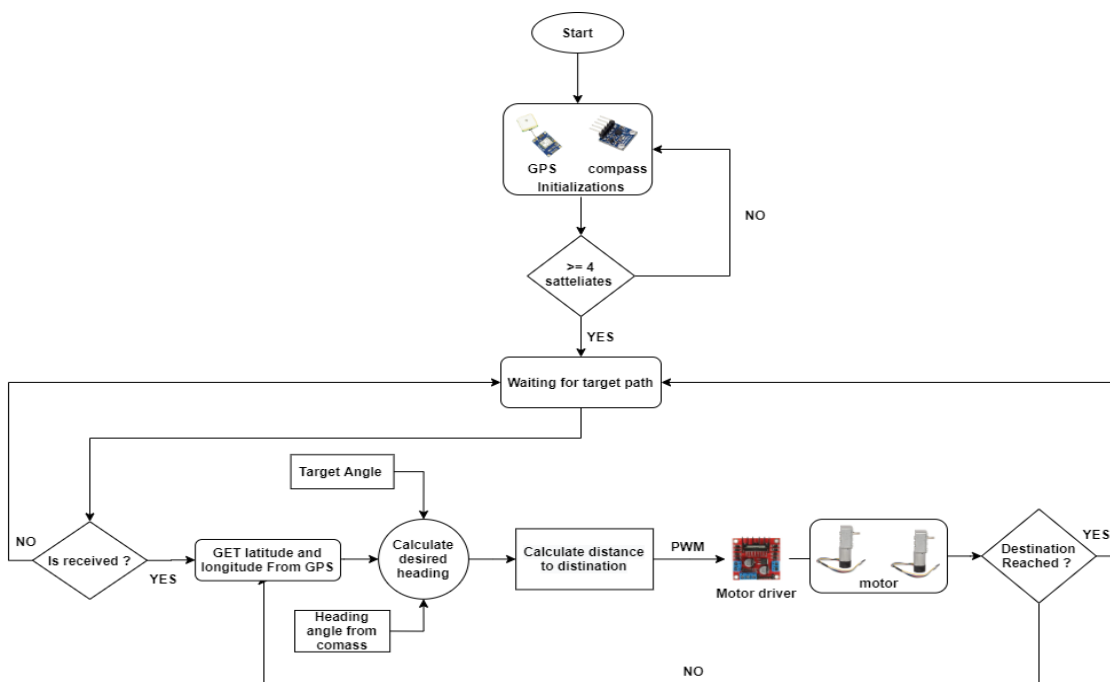 Start
GPS
compass
Initializations
NO
>= 4
satteliates
YES
Waiting for target path
Target Angle
NO
Is received ?
YES
GET latitude and
longitude From GPS
Calculate
desired
heading
Heading
angle from
comass
Calculate distance
to distination
PWM
Motor driver
motor
Destination
Reached ?
YES
NO